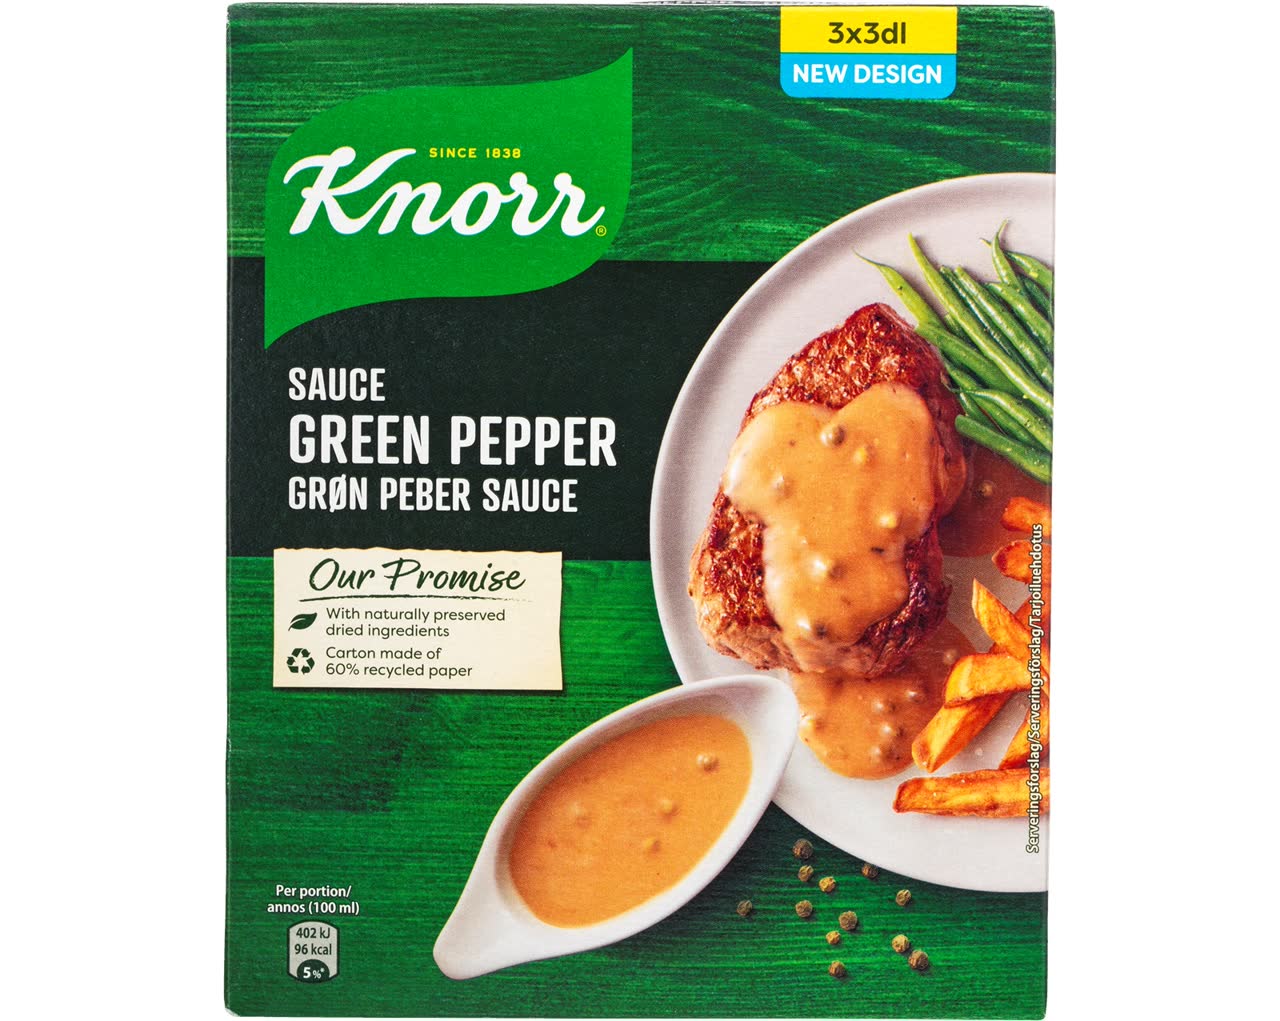 3x3dl
NEW DESIGN
SINCE 1838
Knorr®
SAUCE
GREEN PEPPER
GRØN PEBER SAUCE
Our Promise
With naturally preserved
dried ingredients
Carton made of
60% recycled paper
Serveringsforslag/Serveringsförslag/Tarjoiluehdotus
Per portion/
annos (100 ml)
402 kJ
96 kcal
5%*